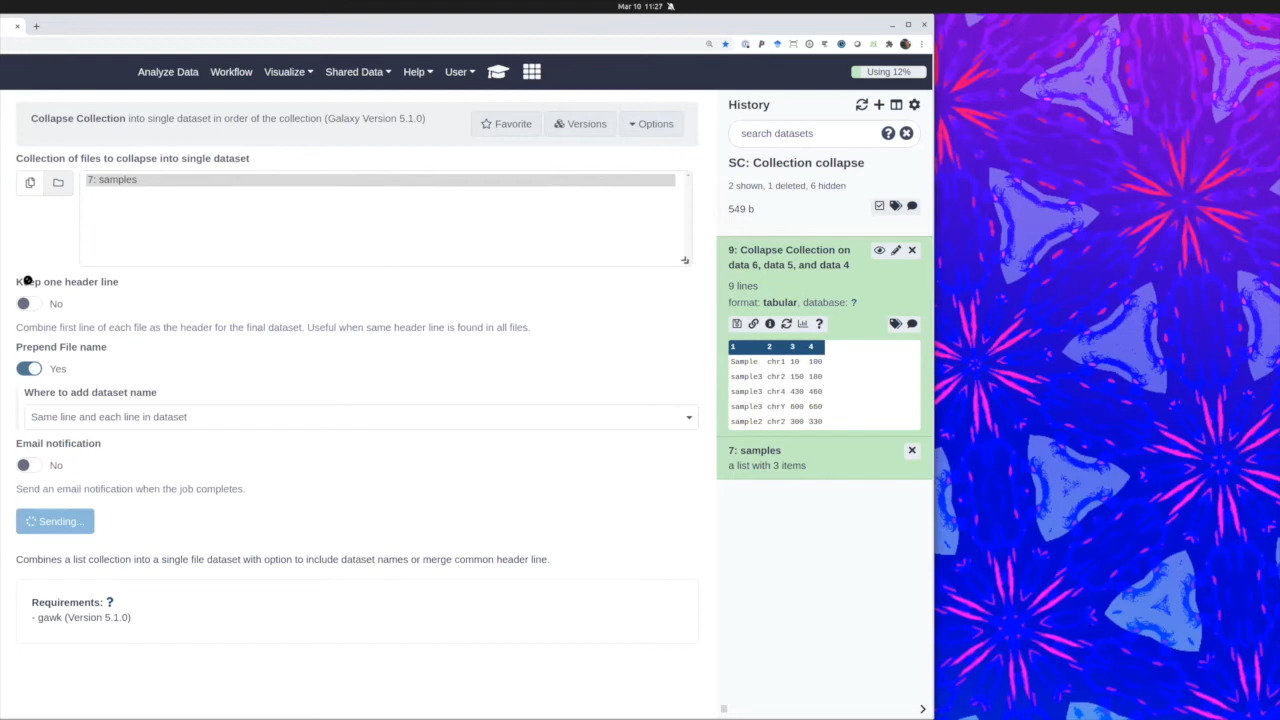 Mar 10 11:27
Analyze Data Workflow Visualize Shared Data Help User Using 12%
Collapse Collection into single dataset in order of the collection (Galaxy Version 5.1.0) Favorite Versions Options
Collection of files to collapse into single dataset
7: samples
Keep one header line
No
Combine first line of each file as the header for the final dataset. Useful when same header line is found in all files.
Prepend File name
Yes
Where to add dataset name
Same line and each line in dataset
Email notification
No
Send an email notification when the job completes.
Sending...
Combines a list collection into a single file dataset with option to include dataset names or merge common header line.
Requirements: ?
- gawk (Version 5.1.0)
History
search datasets
SC: Collection collapse
2 shown, 1 deleted, 6 hidden
549 b
9: Collapse Collection on
data 6, data 5, and data 4
9 lines
format: tabular, database: ?
1 2 3 4
Sample chr1 10 100
sample3 chr2 150 180
sample3 chr4 430 460
sample3 chrY 600 660
sample2 chr2 300 330
7: samples
a list with 3 items